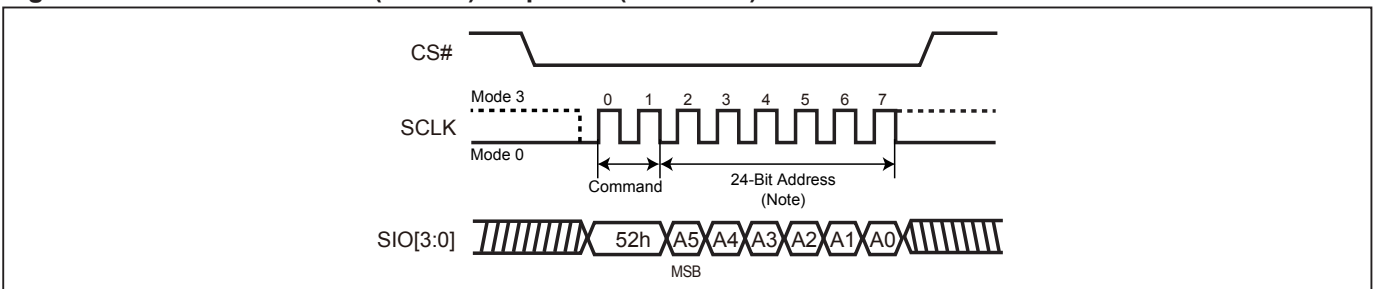 CS#
Mode 3
0 1 2 3 4 5 6 7
SCLK
Mode 0
Command
24-Bit Address
(Note)
SIO[3:0]
52h A5 A4 A3 A2 A1 A0
MSB